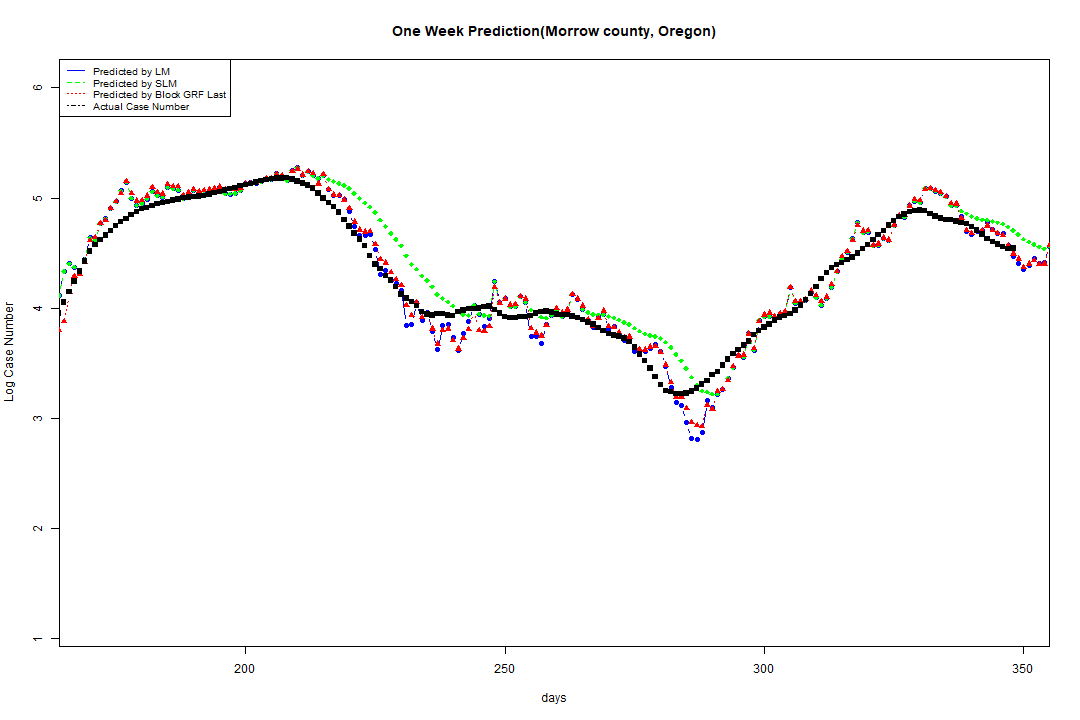 One Week Prediction(Morrow county, Oregon)
Predicted by LM
Predicted by SLM
Predicted by Block GRF Last
Actual Case Number
Log Case Number
6
5
4
3
2
1
200 250 300 350
days